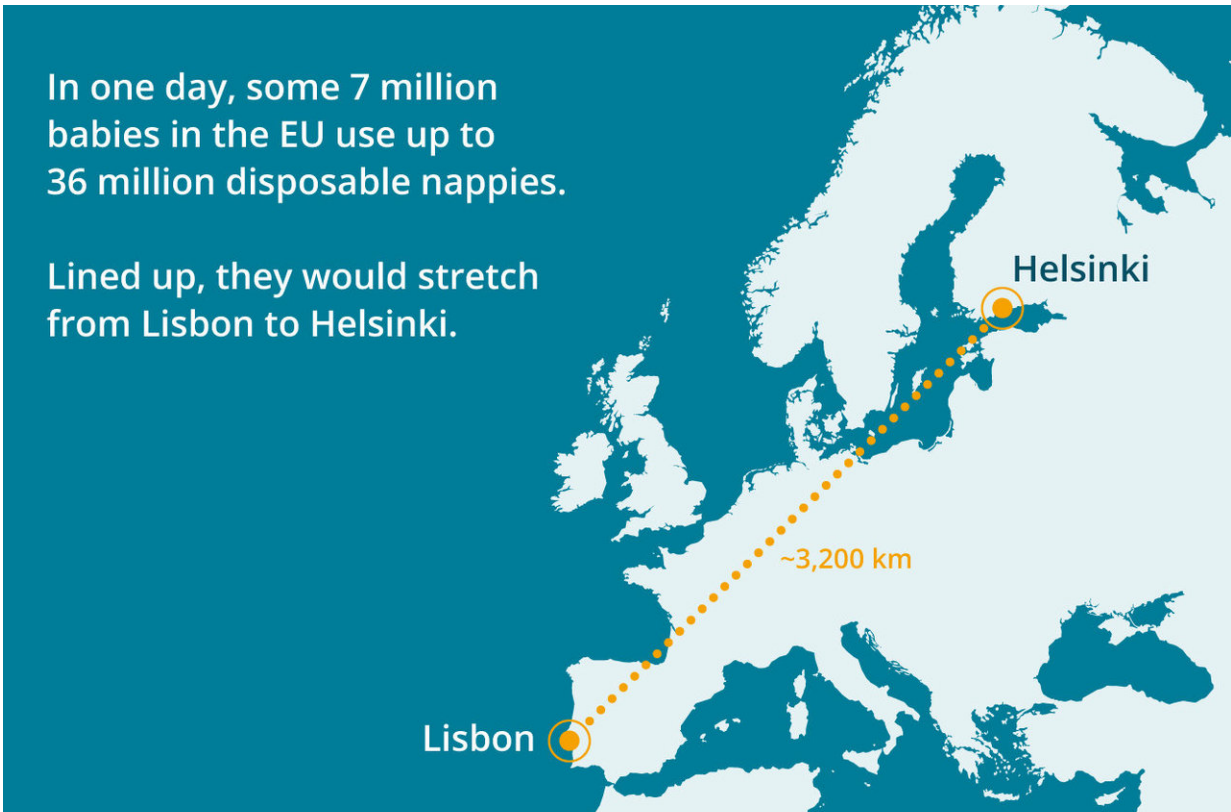 In one day, some 7 million
babies in the EU use up to
36 million disposable nappies.
Lined up, they would stretch
from Lisbon to Helsinki.
Helsinki
~3,200 km
Lisbon